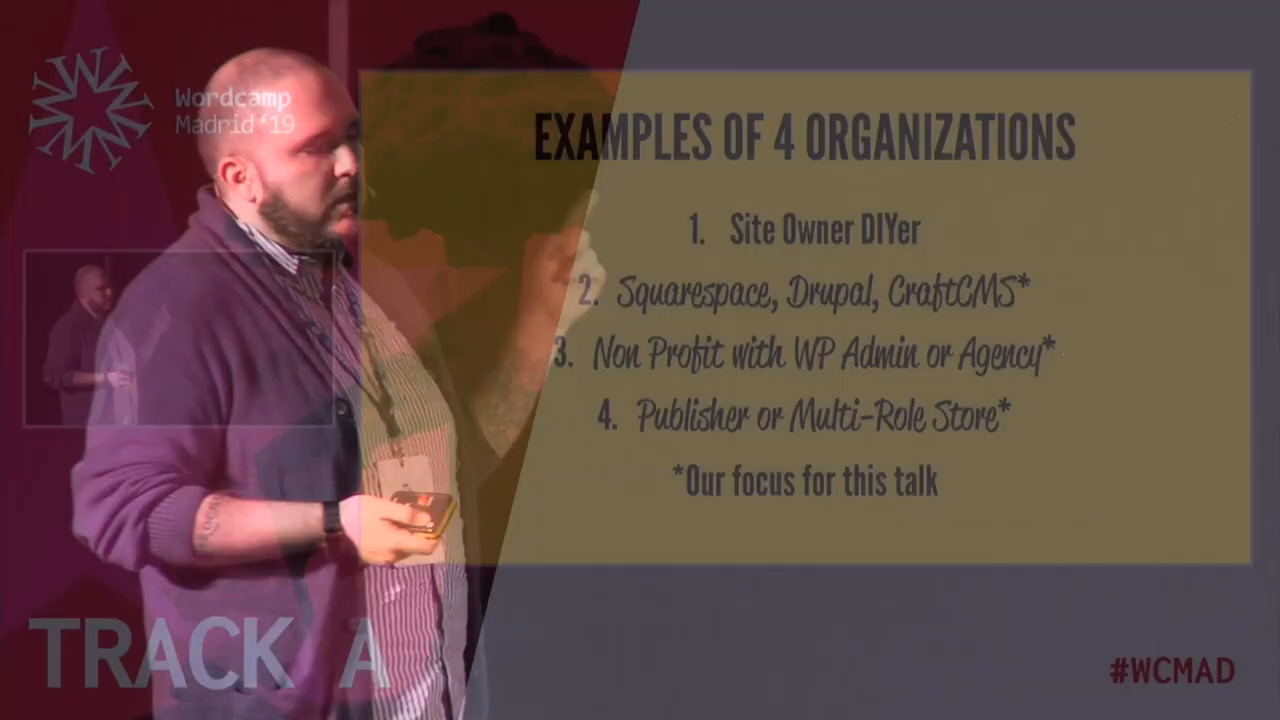 Wordcamp
Madrid '19
EXAMPLES OF 4 ORGANIZATIONS
1. Site Owner DIYer
2. Squarespace, Drupal, CraftCMS*
3. Non Profit with WP Admin or Agency*
4. Publisher or Multi-Role Store*
*Our focus for this talk
TRACK A
#WCMAD